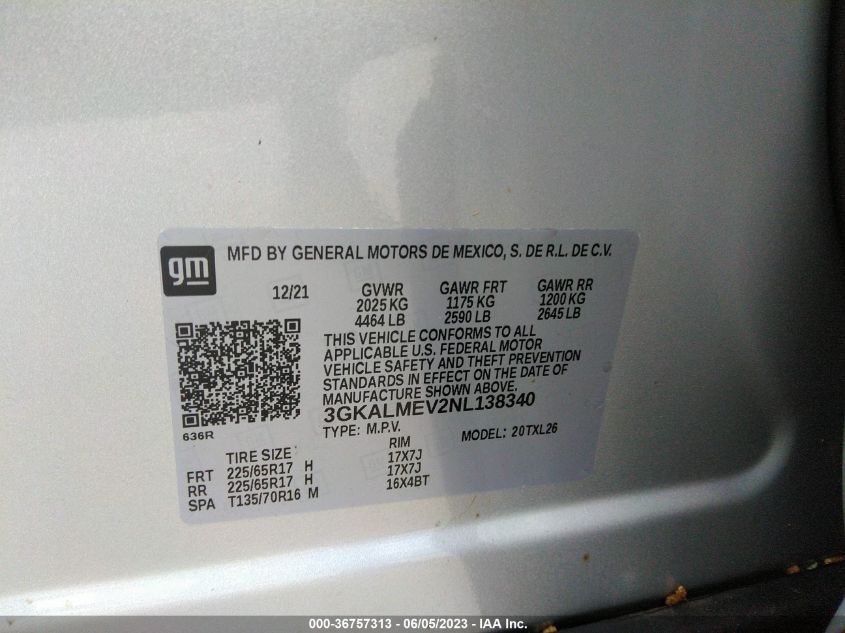 gm
MFD BY GENERAL MOTORS DE MEXICO, S. DE R.L. DE C.V.
12/21 GVWR GAWR FRT GAWR RR
2025 KG 1175 KG 1200 KG
4464 LB 2590 LB 2645 LB
THIS VEHICLE CONFORMS TO ALL
APPLICABLE U.S. FEDERAL MOTOR
VEHICLE SAFETY AND THEFT PREVENTION
STANDARDS IN EFFECT ON THE DATE OF
MANUFACTURE SHOWN ABOVE.
3GKALMEV2NL138340
636R
TYPE: M.P.V. MODEL: 20TXL26
TIRE SIZE RIM
FRT 225/65R17 H 17X7J
RR 225/65R17 H 17X7J
SPA T135/70R16 M 16X4BT
000-36757313 - 06/05/2023 - IAA Inc.